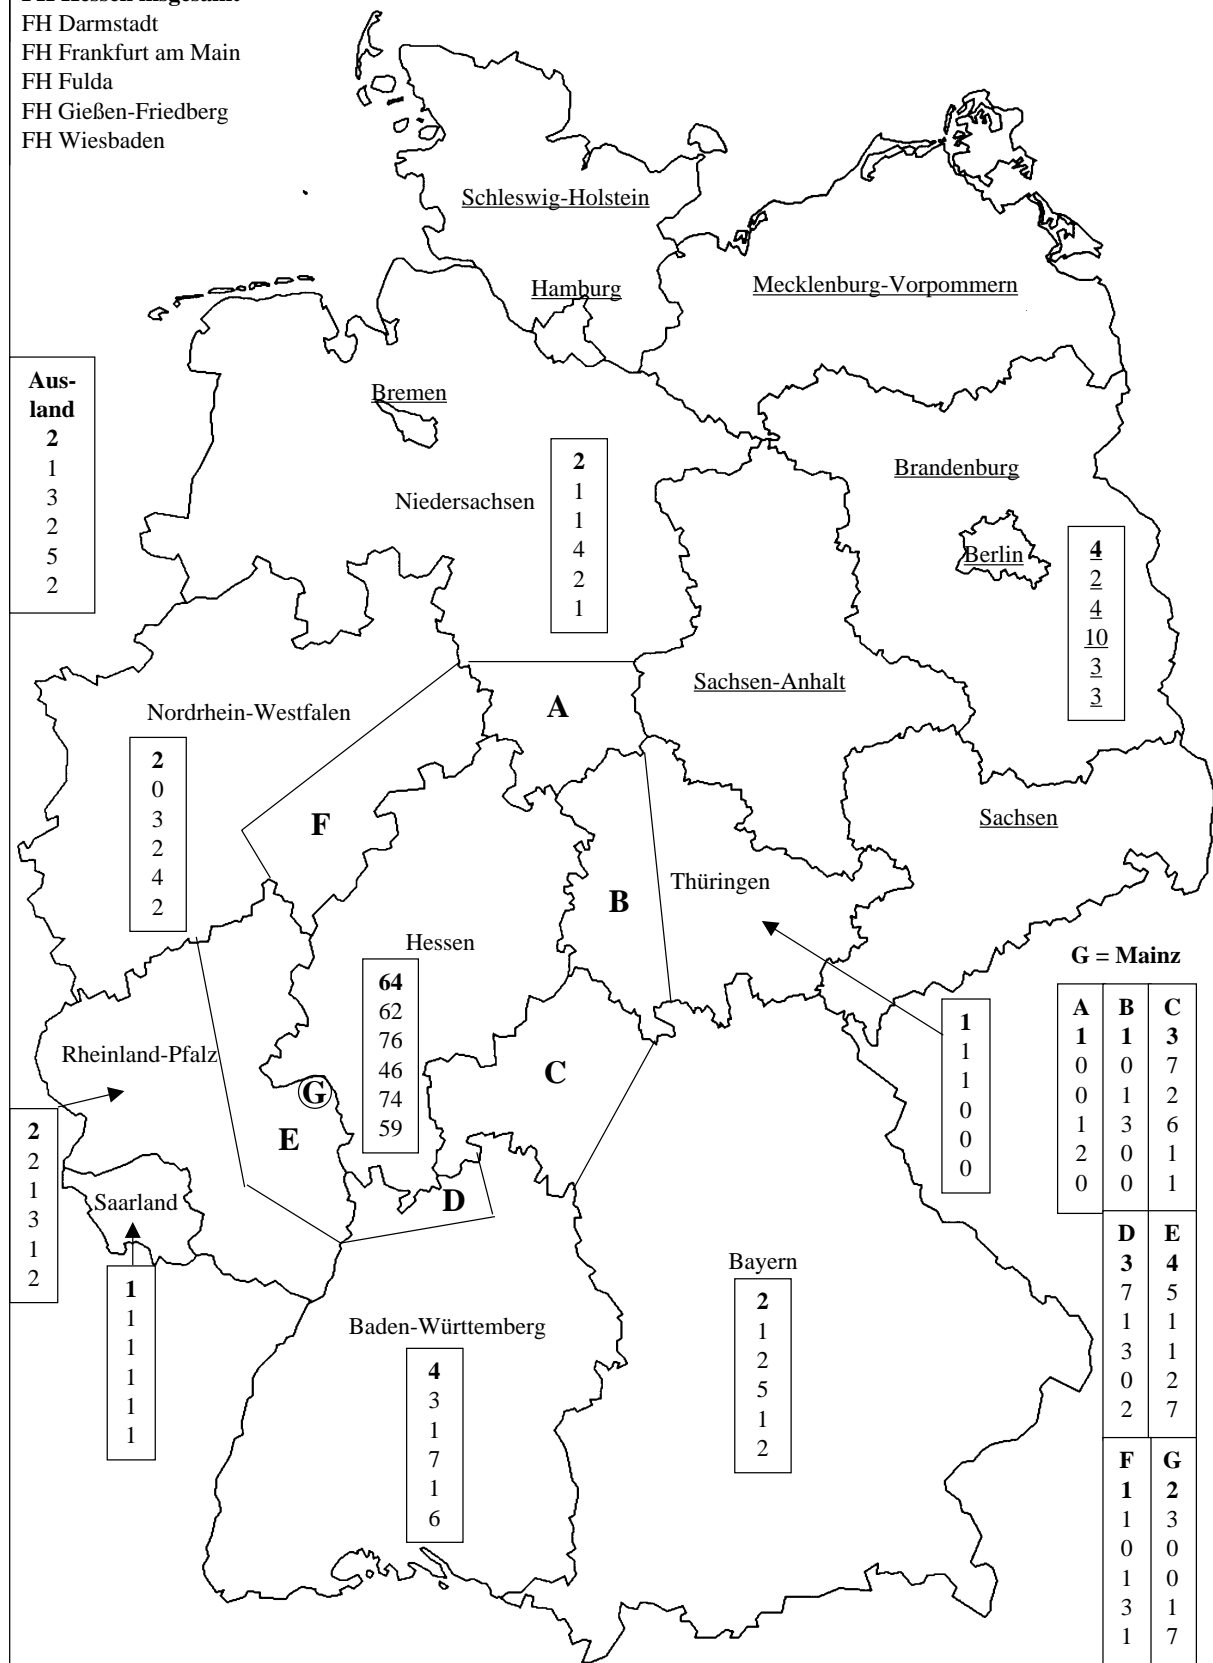 FH Hessen insgesamt
FH Darmstadt
FH Frankfurt am Main
FH Fulda
FH Gießen-Friedberg
FH Wiesbaden
Schleswig-Holstein
Hamburg
Mecklenburg-Vorpommern
Bremen
Aus-
land
2
1
3
2
5
2
Niedersachsen
2
1
1
4
2
1
Brandenburg
Berlin
4
2
4
10
3
3
Sachsen-Anhalt
Nordrhein-Westfalen
2
0
3
2
4
2
A
F
B
Thüringen
Sachsen
Hessen
64
62
76
46
74
59
C
G
E
D
Rheinland-Pfalz
2
2
1
3
1
2
Saarland
1
1
1
1
1
1
Baden-Württemberg
4
3
1
7
1
6
Bayern
2
1
2
5
1
2
1
1
1
0
0
0
G = Mainz
A B C
1 1 3
0 0 7
0 1 2
1 3 6
2 0 1
0 0 1
D E
3 4
7 5
1 1
3 1
0 2
2 7
F G
1 2
1 3
0 0
1 0
3 1
1 7